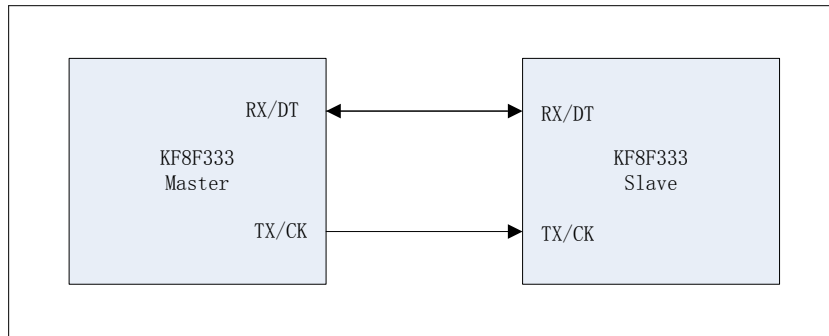 RX/DT
KF8F333
Master
TX/CK
RX/DT
KF8F333
Slave
TX/CK